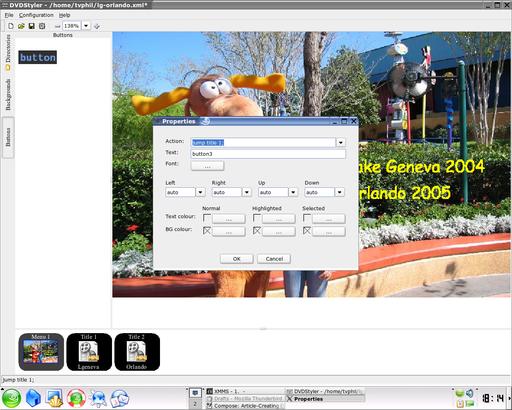 DVDStyler - /home/tvphil/lg-orlando.xml*
File Configuration Help
138%
Directories
Backgrounds
Buttons
Buttons
button
Lake Geneva 2004
Orlando 2005
Properties
Action: jump title 1;
Text: button3
Font: ...
Left Right Up Down
auto auto auto auto
Normal Highlighted Selected
Text colour: ... ... ...
BG colour: ... ... ...
OK Cancel
Menu 1 Title 1 Title 2
Lgeneva Orlando
jump title 1;
2
XMMS - 1.
Drafts - Mozilla Thunderbird
Compose: Article-Creating
DVDStyler - /home/tvphil/
Properties
18:14